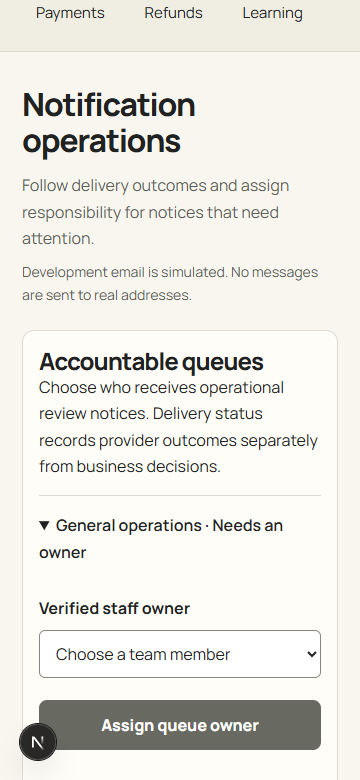 Payments Refunds Learning
Notification
operations
Follow delivery outcomes and assign
responsibility for notices that need
attention.
Development email is simulated. No messages
are sent to real addresses.
Accountable queues
Choose who receives operational
review notices. Delivery status
records provider outcomes separately
from business decisions.
▼ General operations · Needs an
owner
Verified staff owner
Choose a team member
Assign queue owner
N